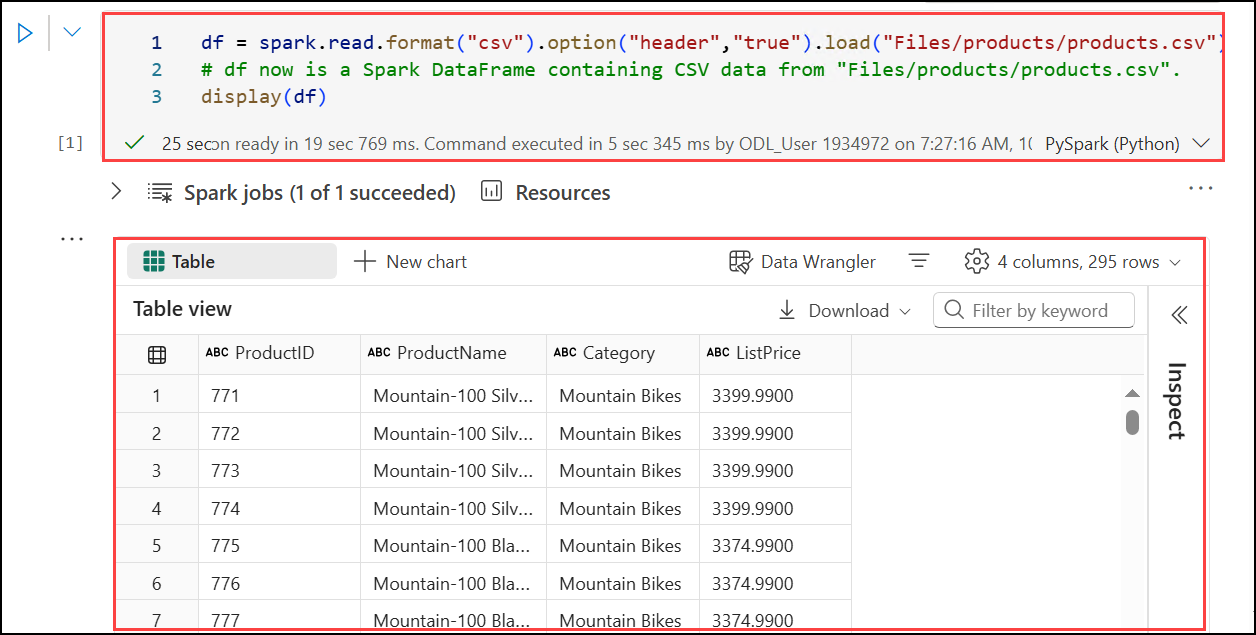 1 df = spark.read.format("csv").option("header","true").load("Files/products/products.csv")
2 # df now is a Spark DataFrame containing CSV data from "Files/products/products.csv".
3 display(df)
[1] 25 sec on ready in 19 sec 769 ms. Command executed in 5 sec 345 ms by ODL_User 1934972 on 7:27:16 AM, 10 PySpark (Python)
Spark jobs (1 of 1 succeeded) Resources
Table New chart Data Wrangler 4 columns, 295 rows
Table view Download Filter by keyword
ABC ProductID ABC ProductName ABC Category ABC ListPrice
1 771 Mountain-100 Silv... Mountain Bikes 3399.9900
2 772 Mountain-100 Silv... Mountain Bikes 3399.9900
3 773 Mountain-100 Silv... Mountain Bikes 3399.9900
4 774 Mountain-100 Silv... Mountain Bikes 3399.9900
5 775 Mountain-100 Bla... Mountain Bikes 3374.9900
6 776 Mountain-100 Bla... Mountain Bikes 3374.9900
7 777 Mountain-100 Bla... Mountain Bikes 3374.9900
Inspect